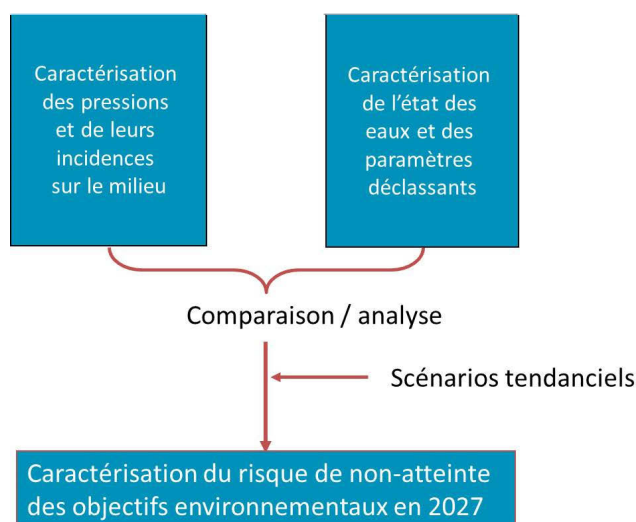 Caractérisation
des pressions
et de leurs
incidences
sur le milieu
Caractérisation
de l'état des
eaux et des
paramètres
déclassants
Comparaison / analyse
Scénarios tendanciels
Caractérisation du risque de non-atteinte
des objectifs environnementaux en 2027